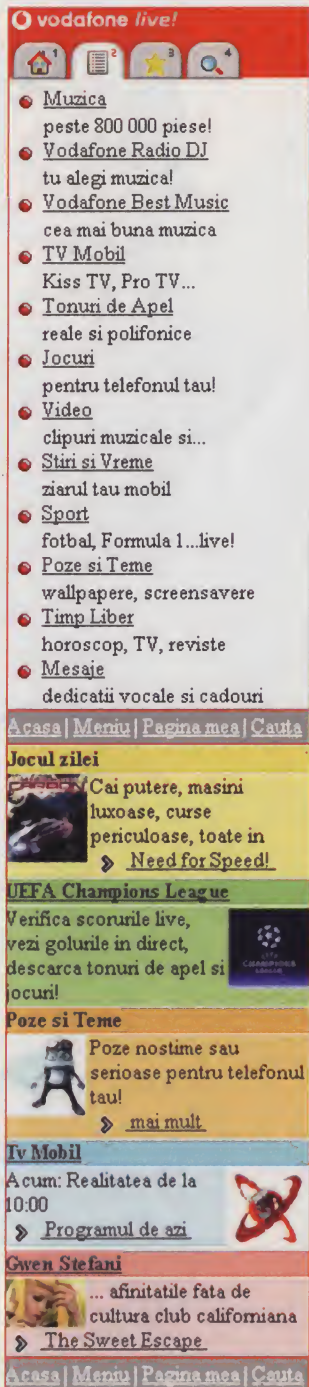 vodafone live!
1 2 3 4
Muzica
peste 800 000 piese!
Vodafone Radio DJ
tu alegi muzica!
Vodafone Best Music
cea mai buna muzica
TV Mobil
Kiss TV, Pro TV...
Tonuri de Apel
reale si polifonice
Jocuri
pentru telefonul tau!
Video
clipuri muzicale si...
Stiri si Vreme
ziarul tau mobil
Sport
fotbal, Formula 1...live!
Poze si Teme
wallpapere, screensavere
Timp Liber
horoscop, TV, reviste
Mesaje
dedicatii vocale si cadouri
Acasa | Meniu | Pagina mea | Cauta
Jocul zilei
CARBON
Cai putere, masini
luxoase, curse
periculoase, toate in
Need for Speed!
UEFA Champions League
Verifica scorurile live,
vezi golurile in direct,
descarca tonuri de apel si
jocuri!
UEFA
CHAMPIONS
LEAGUE
Poze si Teme
Poze nostime sau
serioase pentru telefonul
tau!
mai mult
Tv Mobil
Acum: Realitatea de la
10:00
Programul de azi
Gwen Stefani
... afinitatile fata de
cultura club californiana
The Sweet Escape
Acasa | Meniu | Pagina mea | Cauta